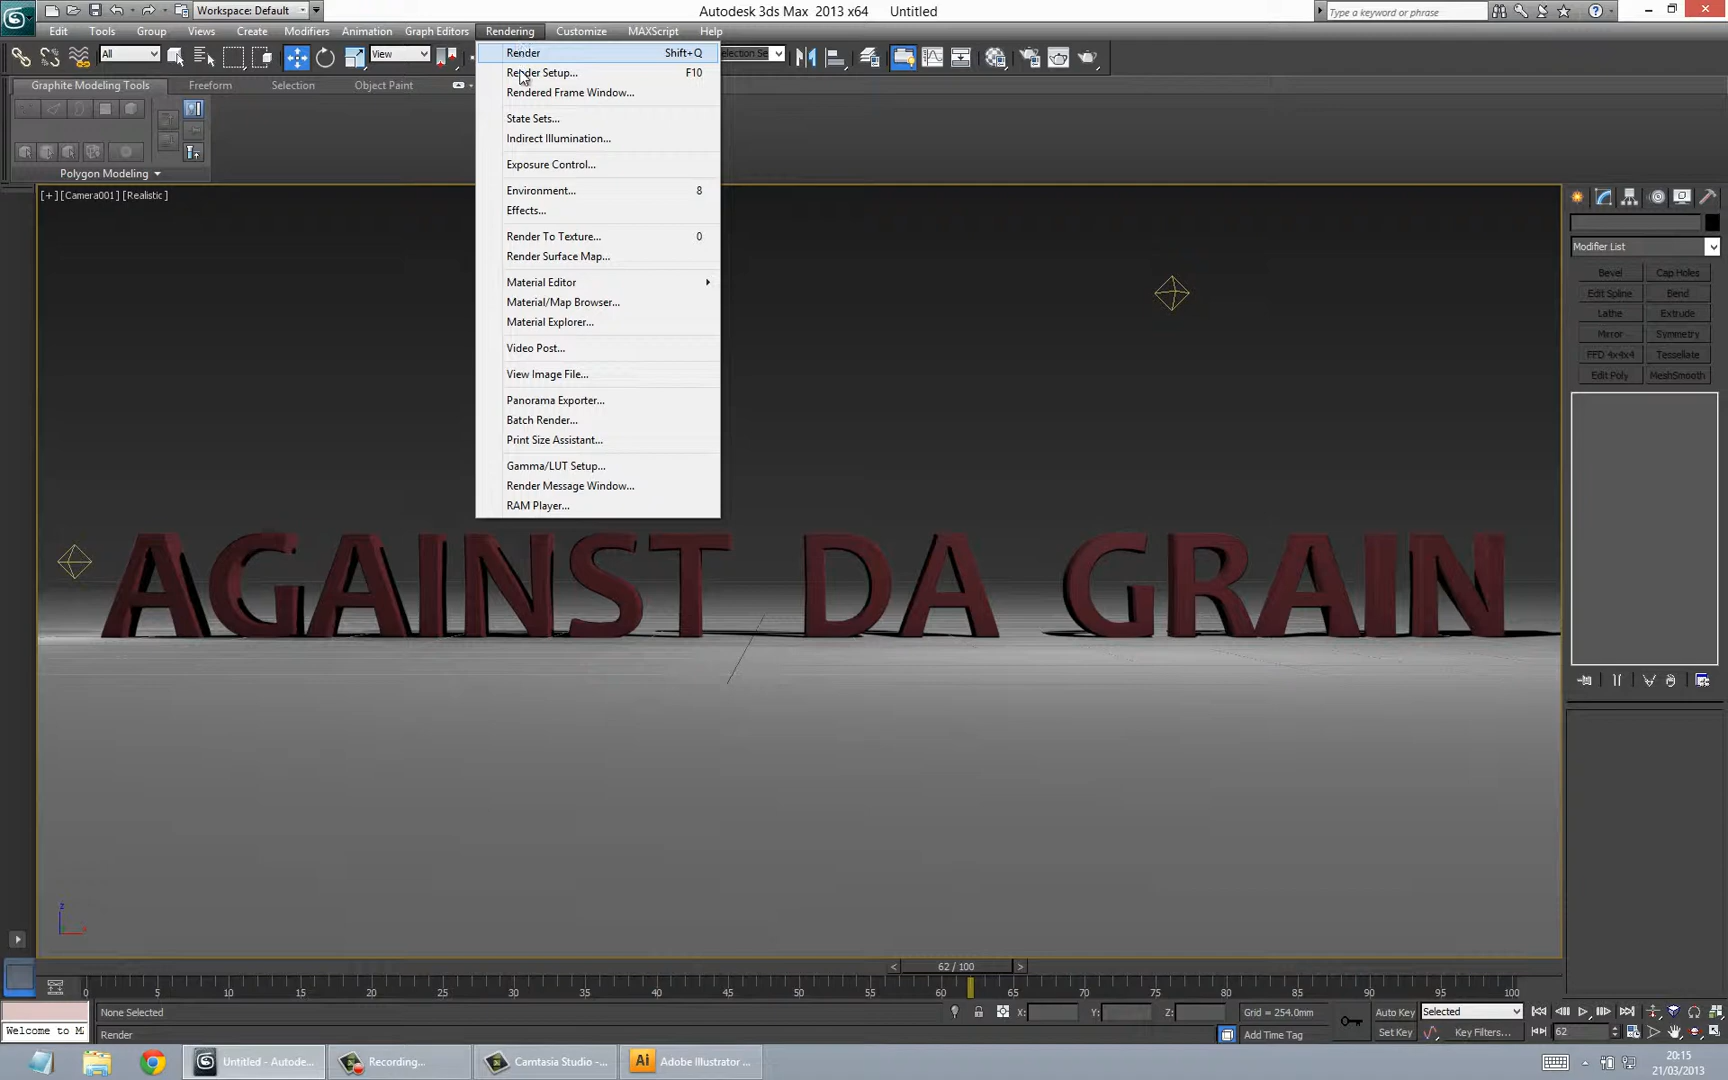 Workspace: Default
Autodesk 3ds Max 2013 x64 Untitled
Type a keyword or phrase
Edit Tools Group Views Create Modifiers Animation Graph Editors Rendering Customize MAXScript Help
All
View
election Se
Graphite Modeling Tools Freeform Selection Object Paint
Polygon Modeling
Render Shift+Q
Render Setup... F10
Rendered Frame Window...
State Sets...
Indirect Illumination...
Exposure Control...
Environment... 8
Effects...
Render To Texture... 0
Render Surface Map...
Material Editor
Material/Map Browser...
Material Explorer...
Video Post...
View Image File...
Panorama Exporter...
Batch Render...
Print Size Assistant...
Gamma/LUT Setup...
Render Message Window...
RAM Player...
[+] [Camera001] [Realistic]
Modifier List
Bevel Cap Holes
Edit Spline Bend
Lathe Extrude
Mirror Symmetry
FFD 4x4x4 Tessellate
Edit Poly MeshSmooth
AGAINST DA GRAIN
z
x
< 62 / 100 >
0 5 10 15 20 25 30 35 40 45 50 55 60 65 70 75 80 85 90 95 100
None Selected
X: Y: Z: Grid = 254.0mm
Auto Key Selected
Welcome to M
Render
Add Time Tag
Set Key Key Filters...
62
Untitled - Autode...
Recording...
Camtasia Studio -...
Ai Adobe Illustrator ...
20:15
21/03/2013